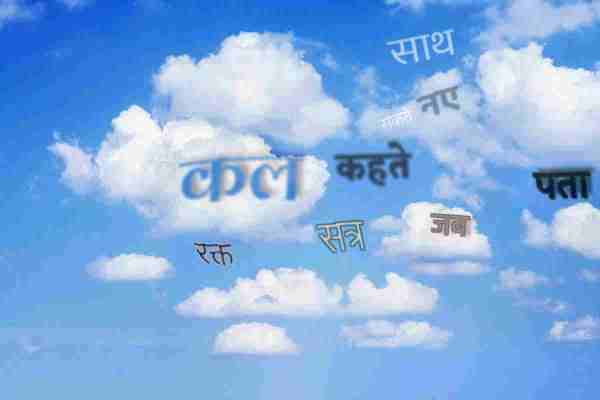 साथ
नए
कल
कहते
पता
जब
सत्र
रक्त